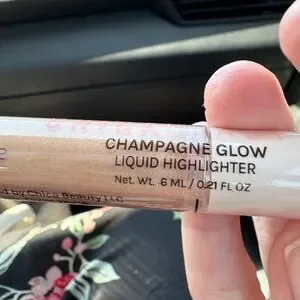 CHAMPAGNE GLOW
LIQUID HIGHLIGHTER
Net. Wt. 6 ML / 0.21 FL OZ
by Chica Beauty LLC